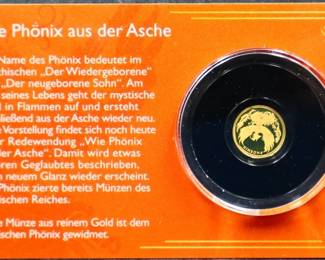 e Phönix aus der Asche
Name des Phönix bedeutet im
chischen „Der Wiedergeborene"
„Der neugeborene Sohn". Am
seines Lebens geht der mystische
l in Flammen auf und ersteht
ließend aus der Asche wieder neu.
e Vorstellung findet sich noch heute
r Redewendung „Wie Phönix
der Asche". Damit wird etwas
oren Geglaubtes beschrieben,
n neuem Glanz wieder erscheint.
Phönix zierte bereits Münzen des
ischen Reiches.
e Münze aus reinem Gold ist dem
ischen Phönix gewidmet.